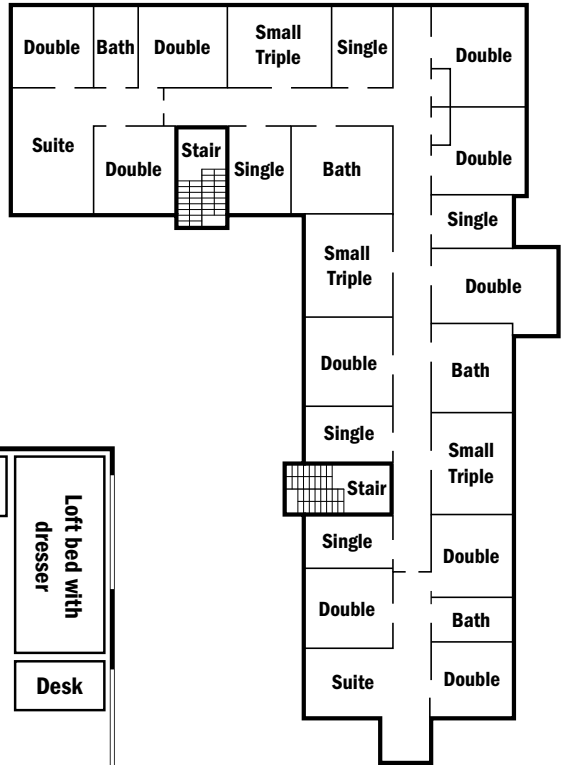 Double
Bath
Double
Small
Triple
Single
Double
Suite
Double
Stair
Single
Bath
Double
Single
Small
Triple
Double
Double
Bath
Single
Small
Triple
Stair
Single
Double
Double
Bath
Suite
Double
Loft bed with
dresser
Desk